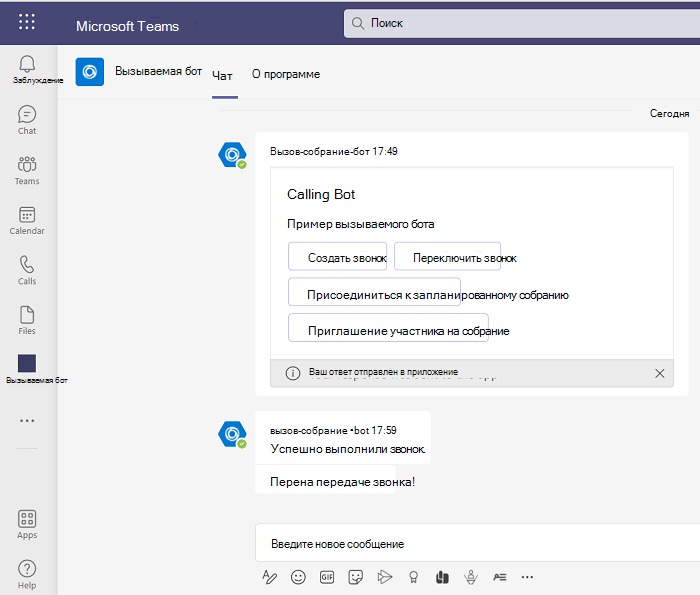 Microsoft Teams
Поиск
Заблуждение
Chat
Teams
Calendar
Calls
Files
Вызываемая бот
Apps
Help
Вызываемая бот
Чат
О программе
Сегодня
Вызов-собрание-бот 17:49
Calling Bot
Пример вызываемого бота
Создать звонок
Переключить звонок
Присоединиться к запланированному собранию
Приглашение участника на собрание
Ваш ответ отправлен в приложение
вызов-собрание •bot 17:59
Успешно выполнили звонок.
Перена передаче звонка!
Введите новое сообщение
GIF